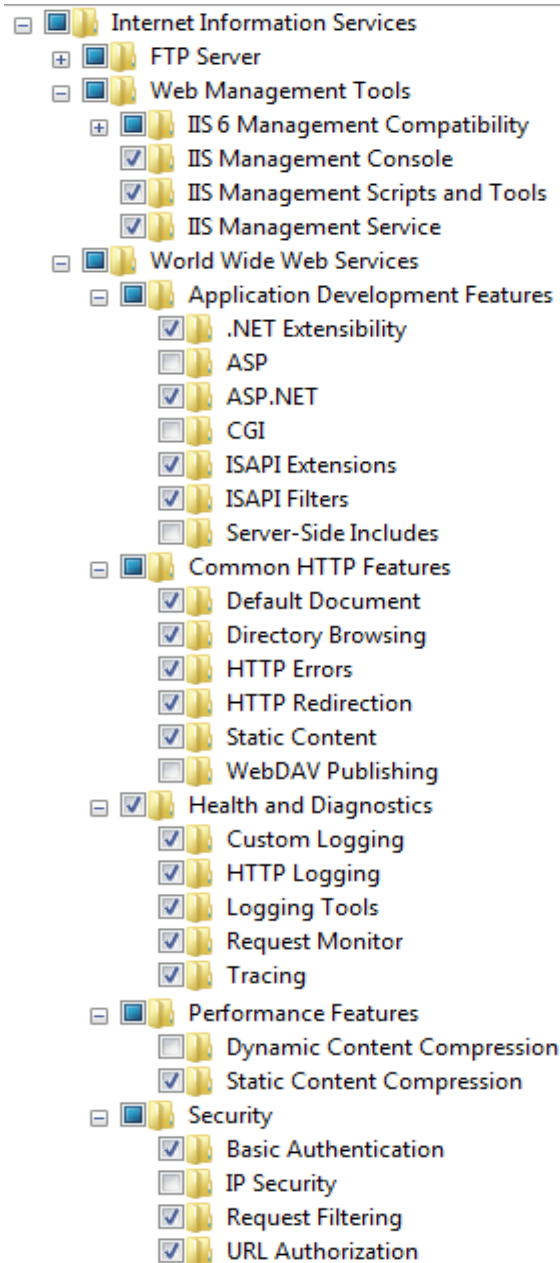 Internet Information Services
FTP Server
Web Management Tools
IIS 6 Management Compatibility
IIS Management Console
IIS Management Scripts and Tools
IIS Management Service
World Wide Web Services
Application Development Features
.NET Extensibility
ASP
ASP.NET
CGI
ISAPI Extensions
ISAPI Filters
Server-Side Includes
Common HTTP Features
Default Document
Directory Browsing
HTTP Errors
HTTP Redirection
Static Content
WebDAV Publishing
Health and Diagnostics
Custom Logging
HTTP Logging
Logging Tools
Request Monitor
Tracing
Performance Features
Dynamic Content Compression
Static Content Compression
Security
Basic Authentication
IP Security
Request Filtering
URL Authorization